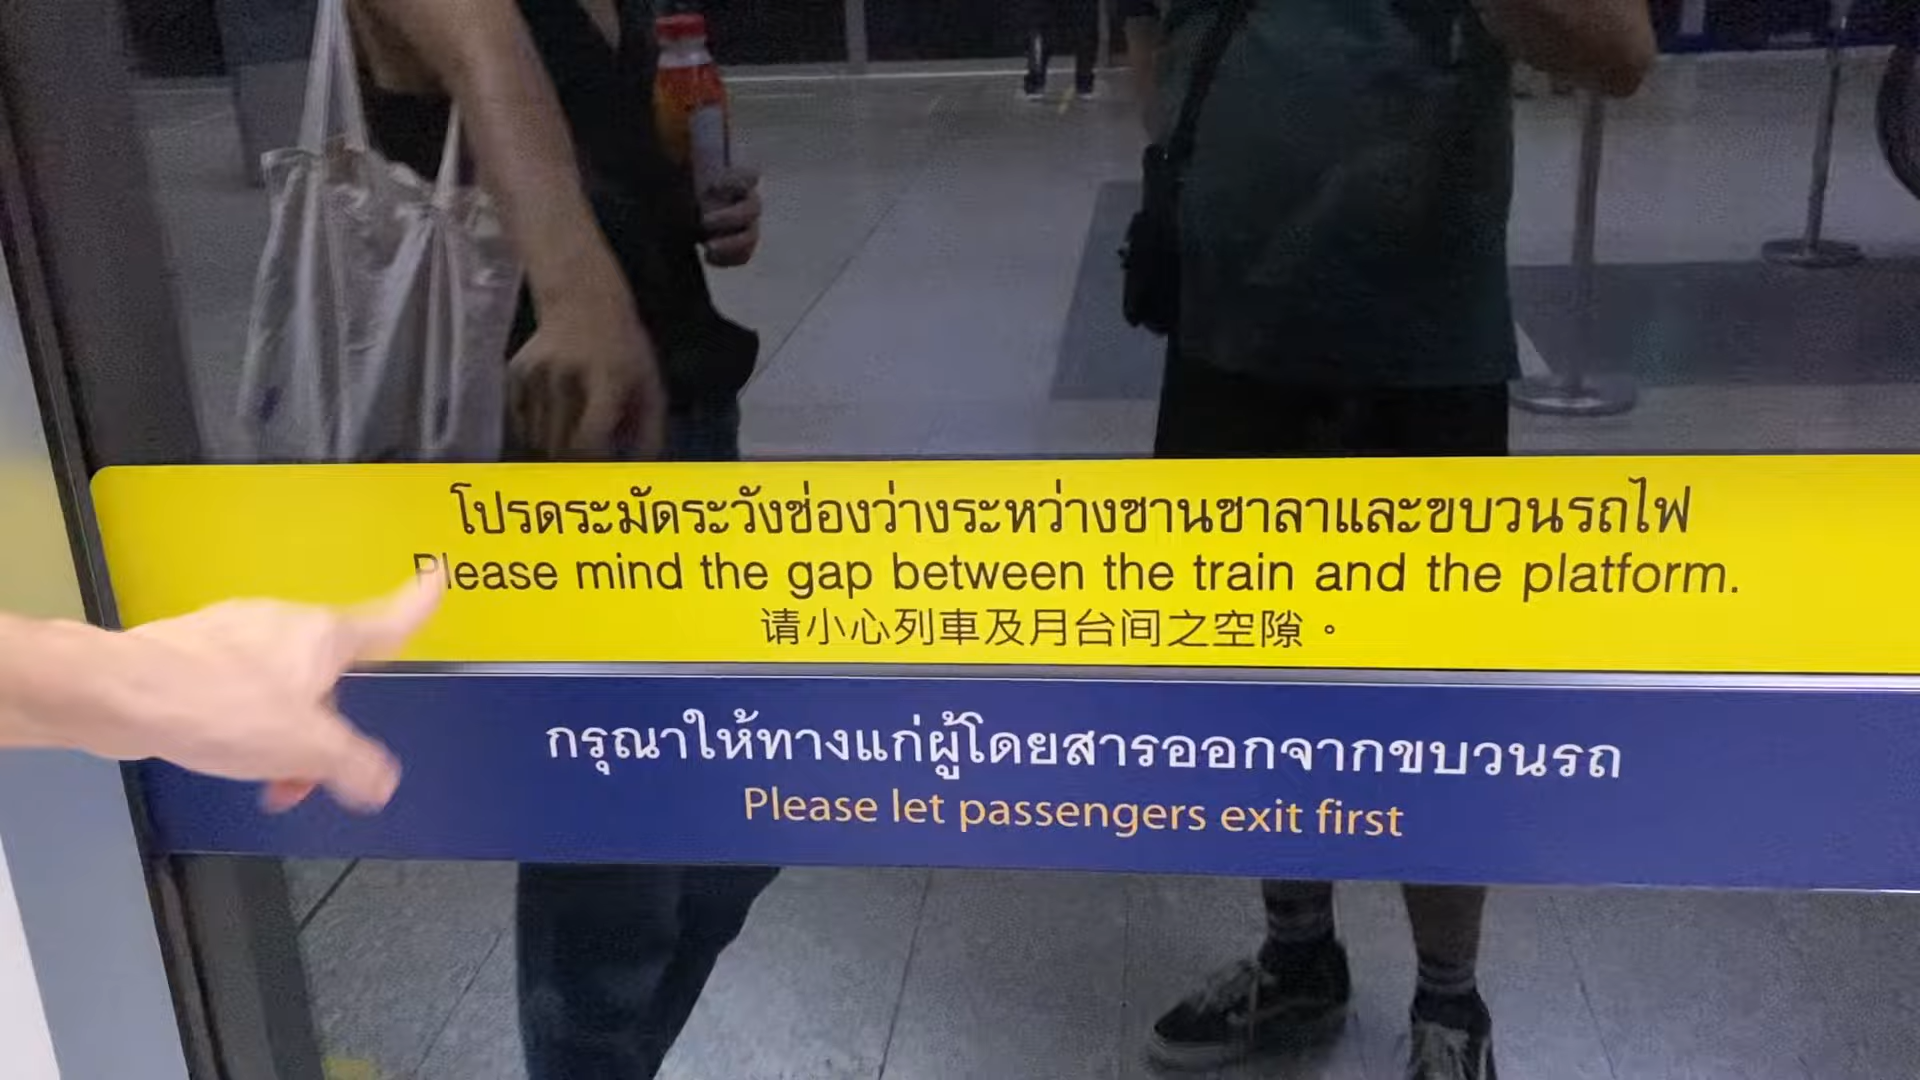 โปรดระมัดระวังช่องว่างระหว่างชานชาลาและขบวนรถไฟ
Please mind the gap between the train and the platform.
请小心列車及月台间之空隙。
กรุณาให้ทางแก่ผู้โดยสารออกจากขบวนรถ
Please let passengers exit first